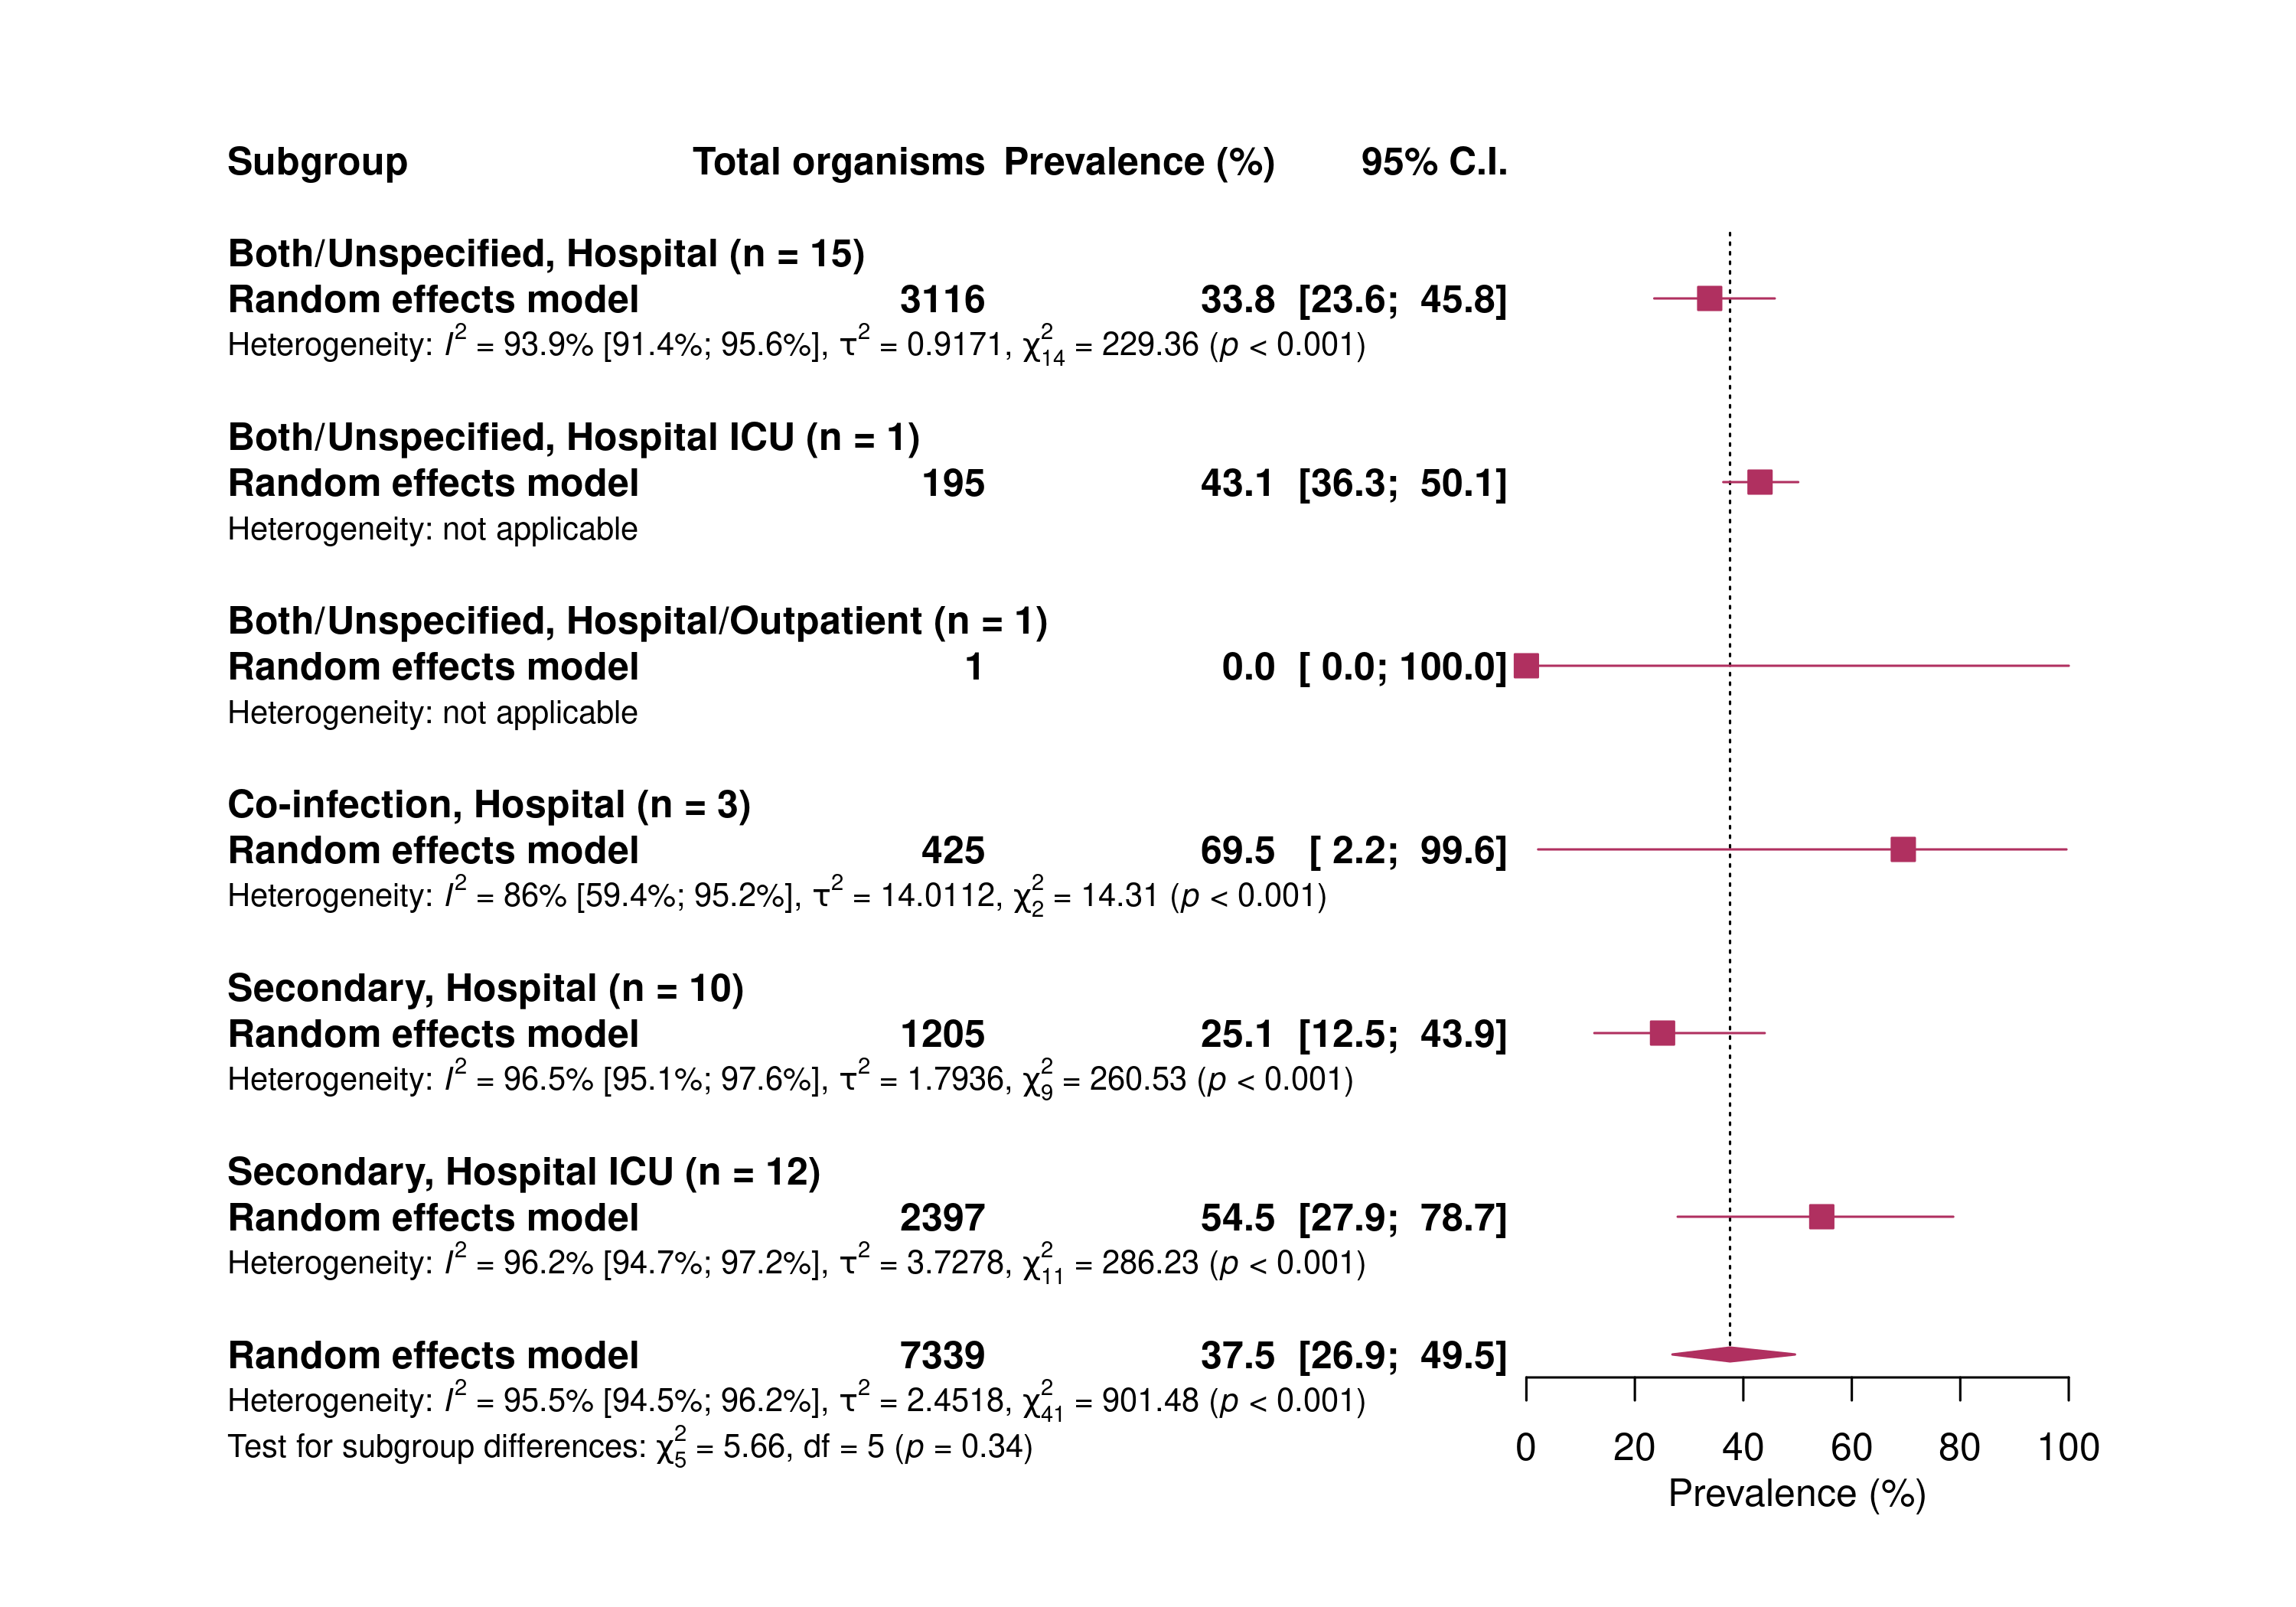 Subgroup Total organisms Prevalence (%) 95% C.I.
Both/Unspecified, Hospital (n = 15)
Random effects model 3116 33.8 [23.6; 45.8]
Heterogeneity: I² = 93.9% [91.4%; 95.6%], τ² = 0.9171, χ²₁₄ = 229.36 (p < 0.001)
Both/Unspecified, Hospital ICU (n = 1)
Random effects model 195 43.1 [36.3; 50.1]
Heterogeneity: not applicable
Both/Unspecified, Hospital/Outpatient (n = 1)
Random effects model 1 0.0 [ 0.0; 100.0]
Heterogeneity: not applicable
Co-infection, Hospital (n = 3)
Random effects model 425 69.5 [ 2.2; 99.6]
Heterogeneity: I² = 86% [59.4%; 95.2%], τ² = 14.0112, χ²₂ = 14.31 (p < 0.001)
Secondary, Hospital (n = 10)
Random effects model 1205 25.1 [12.5; 43.9]
Heterogeneity: I² = 96.5% [95.1%; 97.6%], τ² = 1.7936, χ²₉ = 260.53 (p < 0.001)
Secondary, Hospital ICU (n = 12)
Random effects model 2397 54.5 [27.9; 78.7]
Heterogeneity: I² = 96.2% [94.7%; 97.2%], τ² = 3.7278, χ²₁₁ = 286.23 (p < 0.001)
Random effects model 7339 37.5 [26.9; 49.5]
Heterogeneity: I² = 95.5% [94.5%; 96.2%], τ² = 2.4518, χ²₄₁ = 901.48 (p < 0.001)
Test for subgroup differences: χ²₅ = 5.66, df = 5 (p = 0.34)
0 20 40 60 80 100
Prevalence (%)